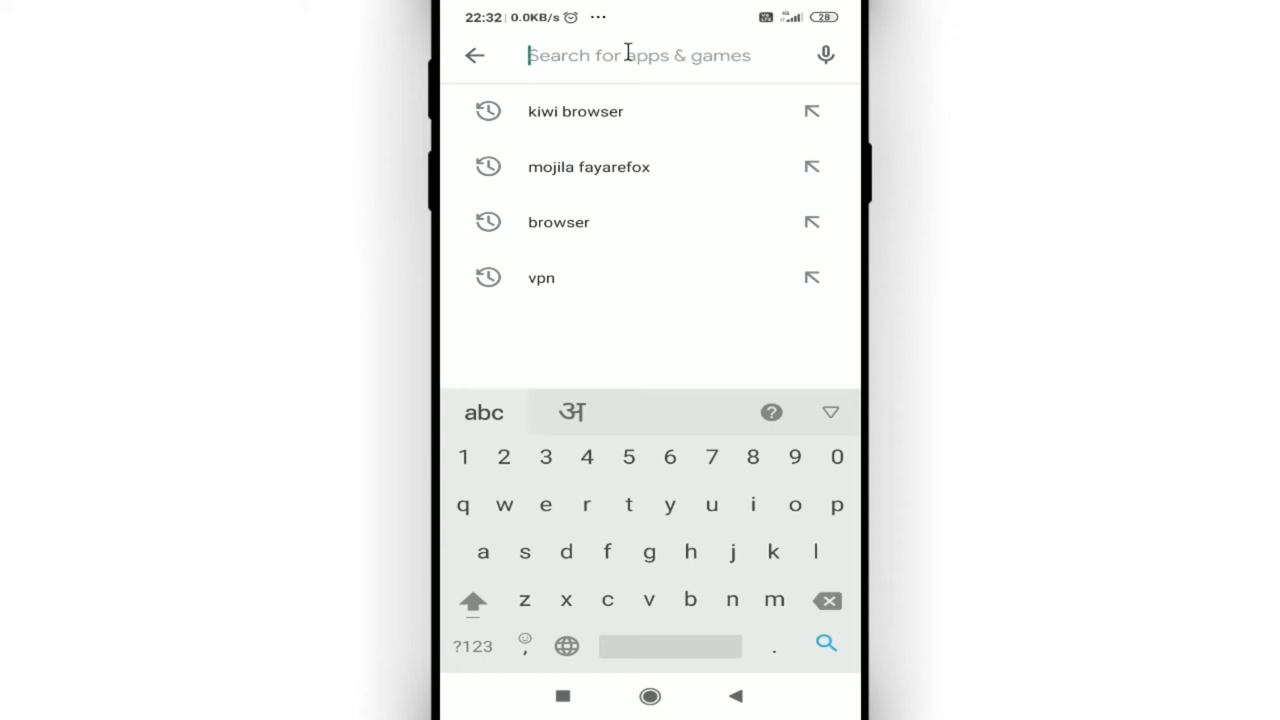 22:32 0.0KB/s ... 4G 28
Search for apps & games
kiwi browser
mojila fayarefox
browser
vpn
abc अ ?
1 2 3 4 5 6 7 8 9 0
q w e r t y u i o p
a s d f g h j k l
z x c v b n m
?123 , .